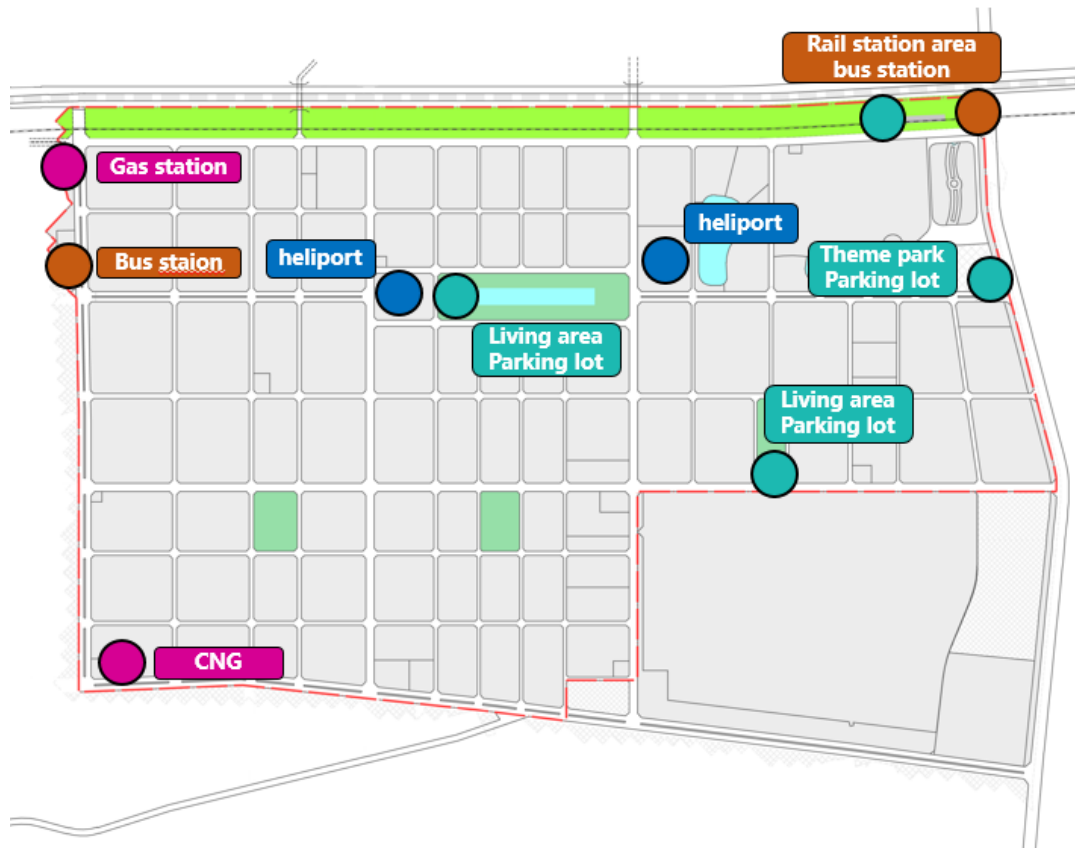 Rail station area
bus station
Gas station
heliport
Bus staion
heliport
Theme park
Parking lot
Living area
Parking lot
Living area
Parking lot
CNG